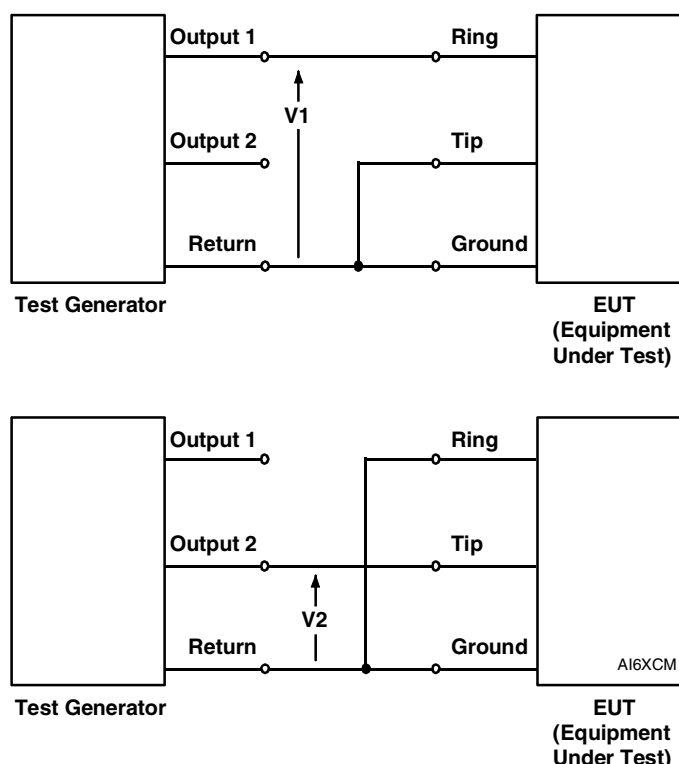 Output 1
Ring
V1
Output 2
Tip
Return
Ground
Test Generator
EUT
(Equipment
Under Test)
Output 1
Ring
Output 2
Tip
V2
Return
Ground
AI6XCM
Test Generator
EUT
(Equipment
Under Test)